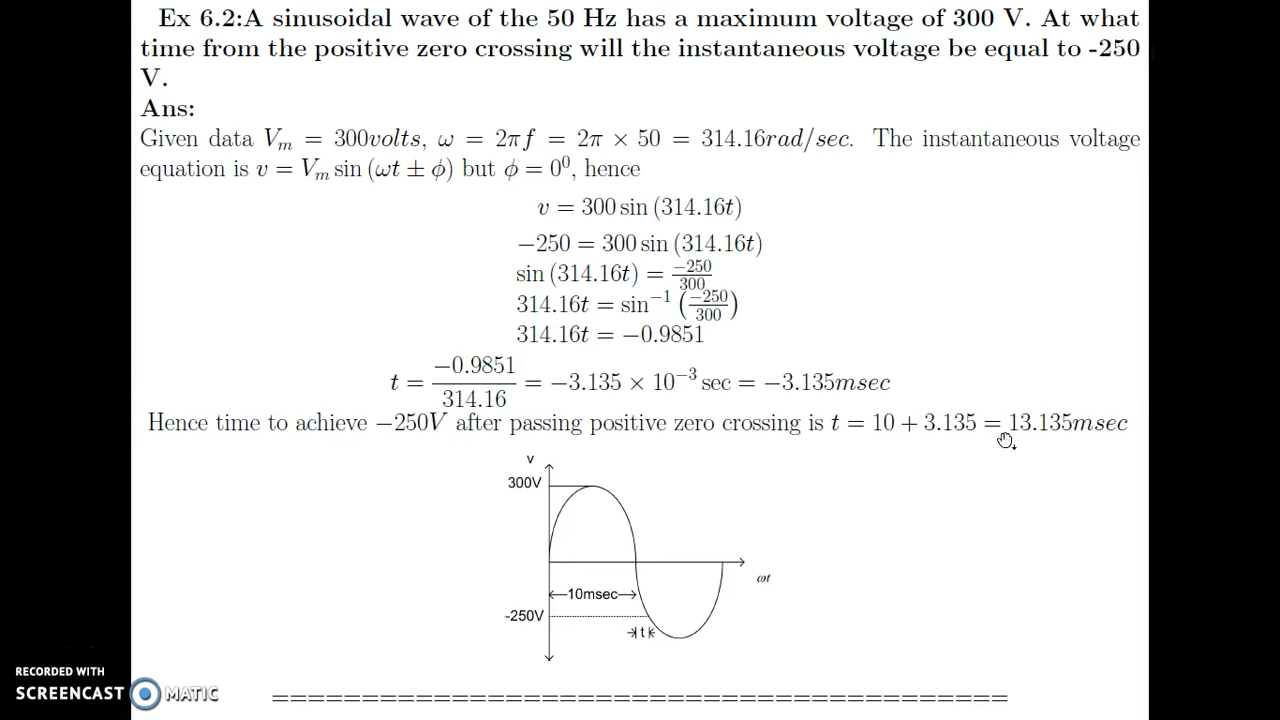 Ex 6.2:A sinusoidal wave of the 50 Hz has a maximum voltage of 300 V. At what
time from the positive zero crossing will the instantaneous voltage be equal to -250
V.
Ans:
Given data Vₘ = 300volts, ω = 2πf = 2π × 50 = 314.16rad/sec. The instantaneous voltage
equation is v = Vₘ sin (ωt ± ϕ) but ϕ = 0⁰, hence
v = 300 sin (314.16t)
−250 = 300 sin (314.16t)
sin (314.16t) = −250/300
314.16t = sin⁻¹ (−250/300)
314.16t = −0.9851
t = −0.9851/314.16 = −3.135 × 10⁻³ sec = −3.135msec
Hence time to achieve −250V after passing positive zero crossing is t = 10 + 3.135 = 13.135msec
v
300V
ωt
10msec
-250V
t
RECORDED WITH
SCREENCAST MATIC